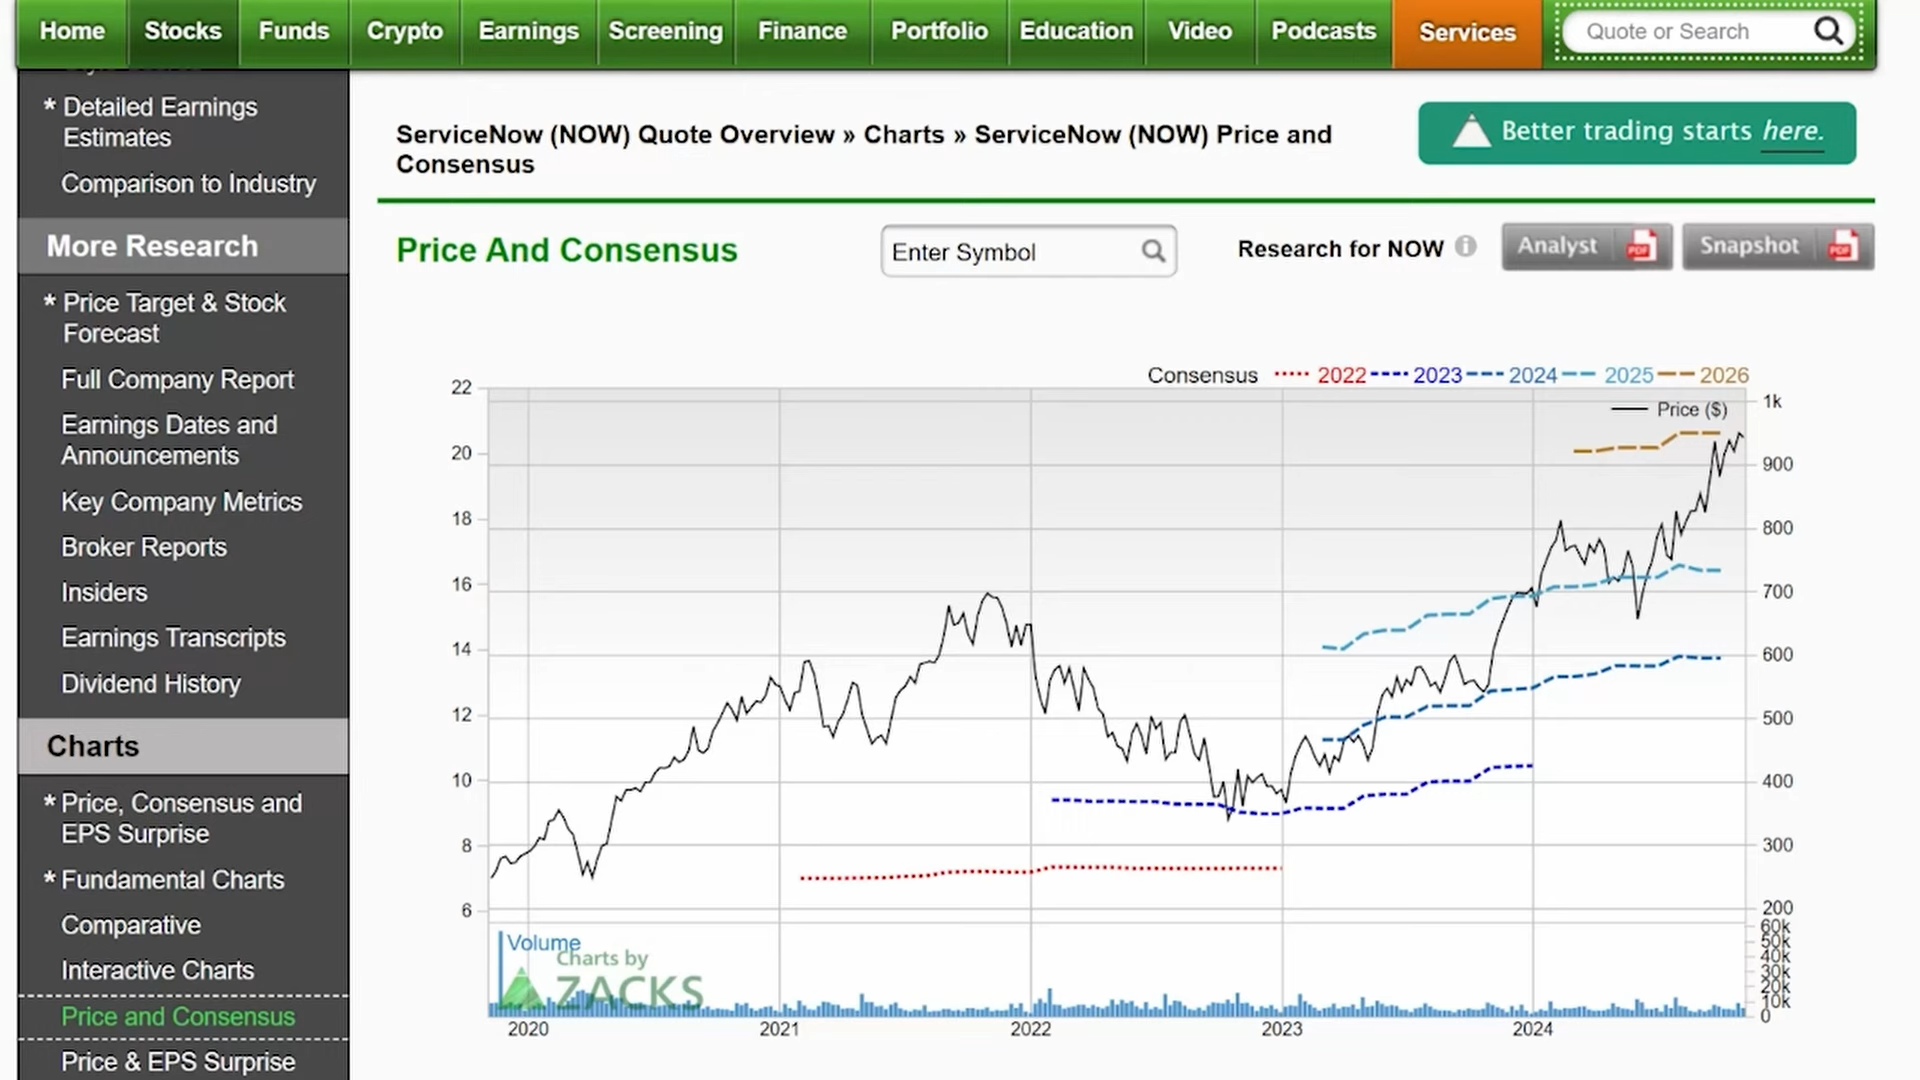 Home Stocks Funds Crypto Earnings Screening Finance Portfolio Education Video Podcasts Services Quote or Search
* Detailed Earnings
Estimates
Comparison to Industry
More Research
* Price Target & Stock
Forecast
Full Company Report
Earnings Dates and
Announcements
Key Company Metrics
Broker Reports
Insiders
Earnings Transcripts
Dividend History
Charts
* Price, Consensus and
EPS Surprise
* Fundamental Charts
Comparative
Interactive Charts
Price and Consensus
Price & EPS Surprise
ServiceNow (NOW) Quote Overview » Charts » ServiceNow (NOW) Price and
Consensus
Better trading starts here.
Price And Consensus
Enter Symbol
Research for NOW
Analyst PDF
Snapshot PDF
Consensus 2022 2023 2024 2025 2026
Price ($)
22
20
18
16
14
12
10
8
6
1k
900
800
700
600
500
400
300
200
60k
50k
40k
30k
20k
10k
0
Volume
Charts by
ZACKS
2020 2021 2022 2023 2024